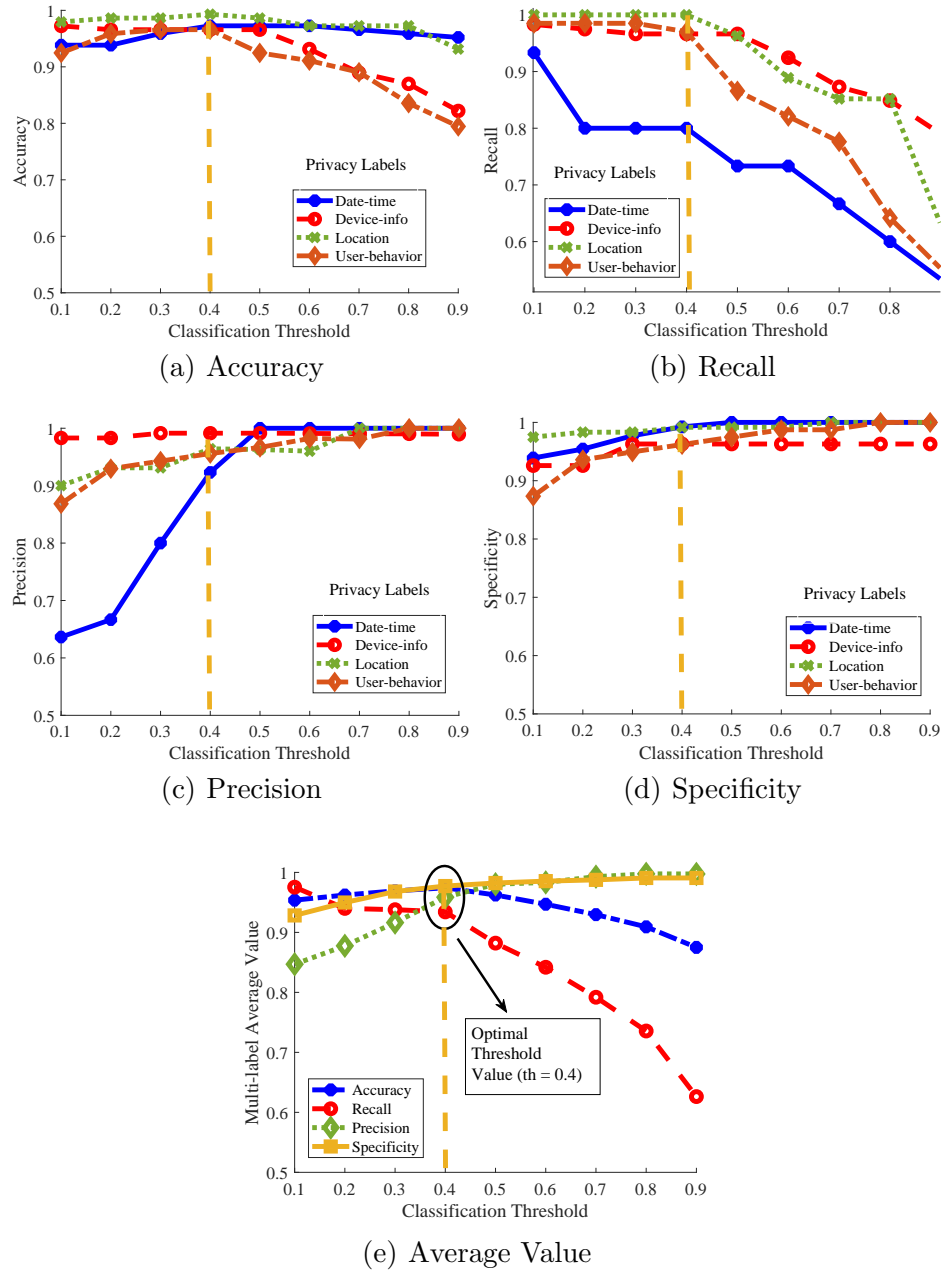 1
0.9
0.8
0.7
0.6
0.5
Accuracy
Privacy Labels
Date-time
Device-info
Location
User-behavior
0.1 0.2 0.3 0.4 0.5 0.6 0.7 0.8 0.9
Classification Threshold
(a) Accuracy
1
0.9
0.8
0.7
0.6
Recall
Privacy Labels
Date-time
Device-info
Location
User-behavior
0.1 0.2 0.3 0.4 0.5 0.6 0.7 0.8
Classification Threshold
(b) Recall
1
0.9
0.8
0.7
0.6
0.5
Precision
Privacy Labels
Date-time
Device-info
Location
User-behavior
0.1 0.2 0.3 0.4 0.5 0.6 0.7 0.8 0.9
Classification Threshold
(c) Precision
1
0.9
0.8
0.7
0.6
0.5
Specificity
Privacy Labels
Date-time
Device-info
Location
User-behavior
0.1 0.2 0.3 0.4 0.5 0.6 0.7 0.8 0.9
Classification Threshold
(d) Specificity
1
0.9
0.8
0.7
0.6
0.5
Multi-label Average Value
Optimal
Threshold
Value (th = 0.4)
Accuracy
Recall
Precision
Specificity
0.1 0.2 0.3 0.4 0.5 0.6 0.7 0.8 0.9
Classification Threshold
(e) Average Value